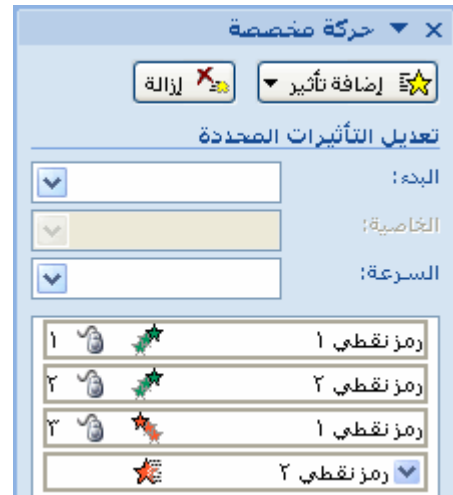 حركة مخصصة
إضافة تأثير إزالة
تعديل التأثيرات المحددة
البدء:
الخاصية:
السرعة:
رمز نقطي ١ ١
رمز نقطي ٢ ٢
رمز نقطي ١ ٣
رمز نقطي ٢